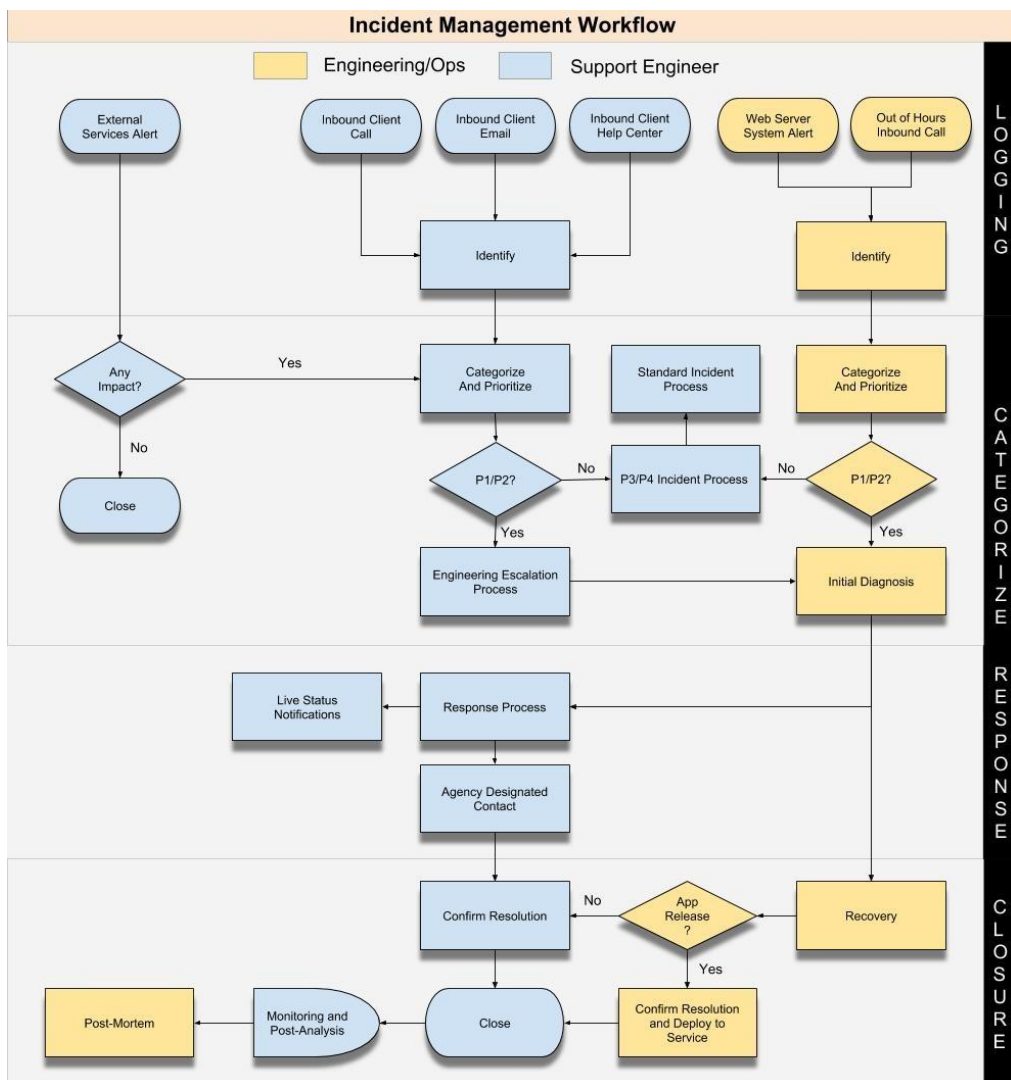 Incident Management Workflow
Engineering/Ops
Support Engineer
External
Services Alert
Inbound Client
Call
Inbound Client
Email
Inbound Client
Help Center
Web Server
System Alert
Out of Hours
Inbound Call
LOGGING
Identify
Identify
Any
Impact?
Yes
Categorize
And Prioritize
Standard Incident
Process
Categorize
And Prioritize
CATEGORIZE
No
Close
P1/P2?
No
P3/P4 Incident Process
No
P1/P2?
Yes
Yes
Engineering Escalation
Process
Initial Diagnosis
RESPONSE
Live Status
Notifications
Response Process
Agency Designated
Contact
CLOSURE
Confirm Resolution
No
App
Release
?
Recovery
Yes
Post-Mortem
Monitoring and
Post-Analysis
Close
Confirm Resolution
and Deploy to
Service